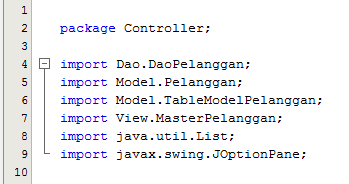 1
2 package Controller;
3
4 import Dao.DaoPelanggan;
5 import Model.Pelanggan;
6 import Model.TableModelPelanggan;
7 import View.MasterPelanggan;
8 import java.util.List;
9 import javax.swing.JOptionPane;
10